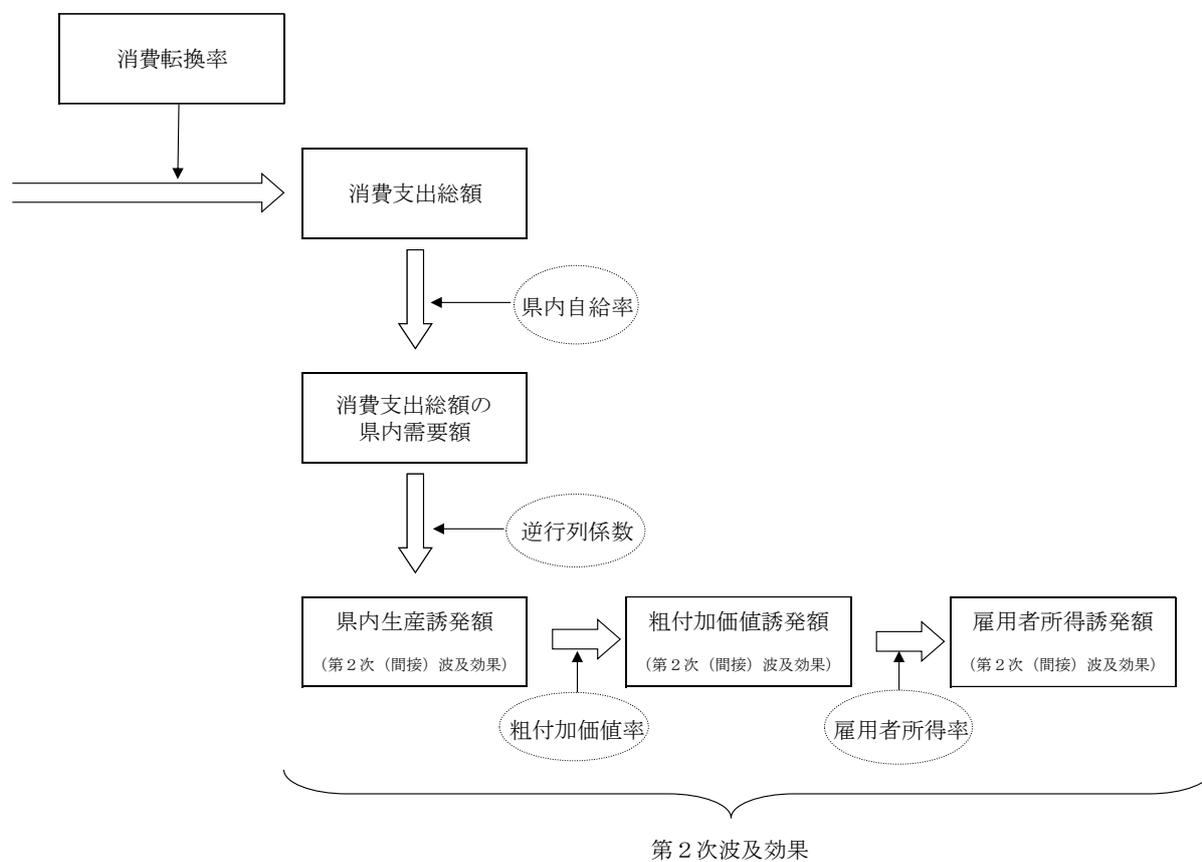 消費転換率
消費支出総額
県内自給率
消費支出総額の
県内需要額
逆行列係数
県内生産誘発額
（第２次（間接）波及効果）
粗付加価値誘発額
（第２次（間接）波及効果）
雇用者所得誘発額
（第２次（間接）波及効果）
粗付加価値率
雇用者所得率
第２次波及効果